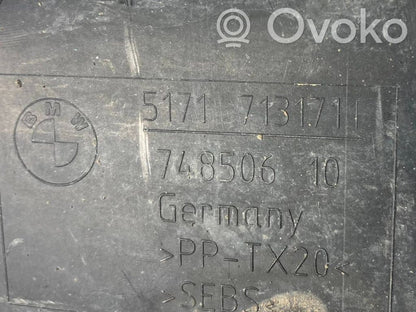 Ovoko
BMW
5171 7131711
748506 10
Germany
>PP-TX20<
>SEBS